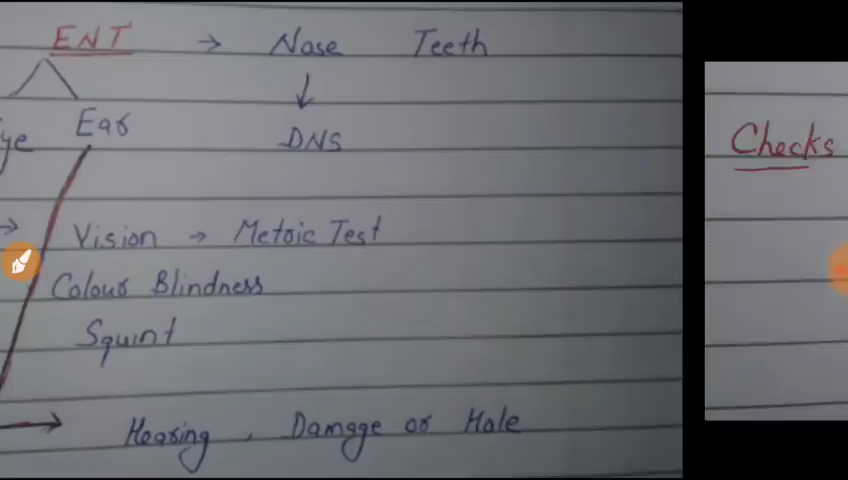 ENT → Nose Teeth
ye Ear
DNS
→ Vision → Metric Test
Colour Blindness
Squint
→ Hearing , Damage or Hole
Checks